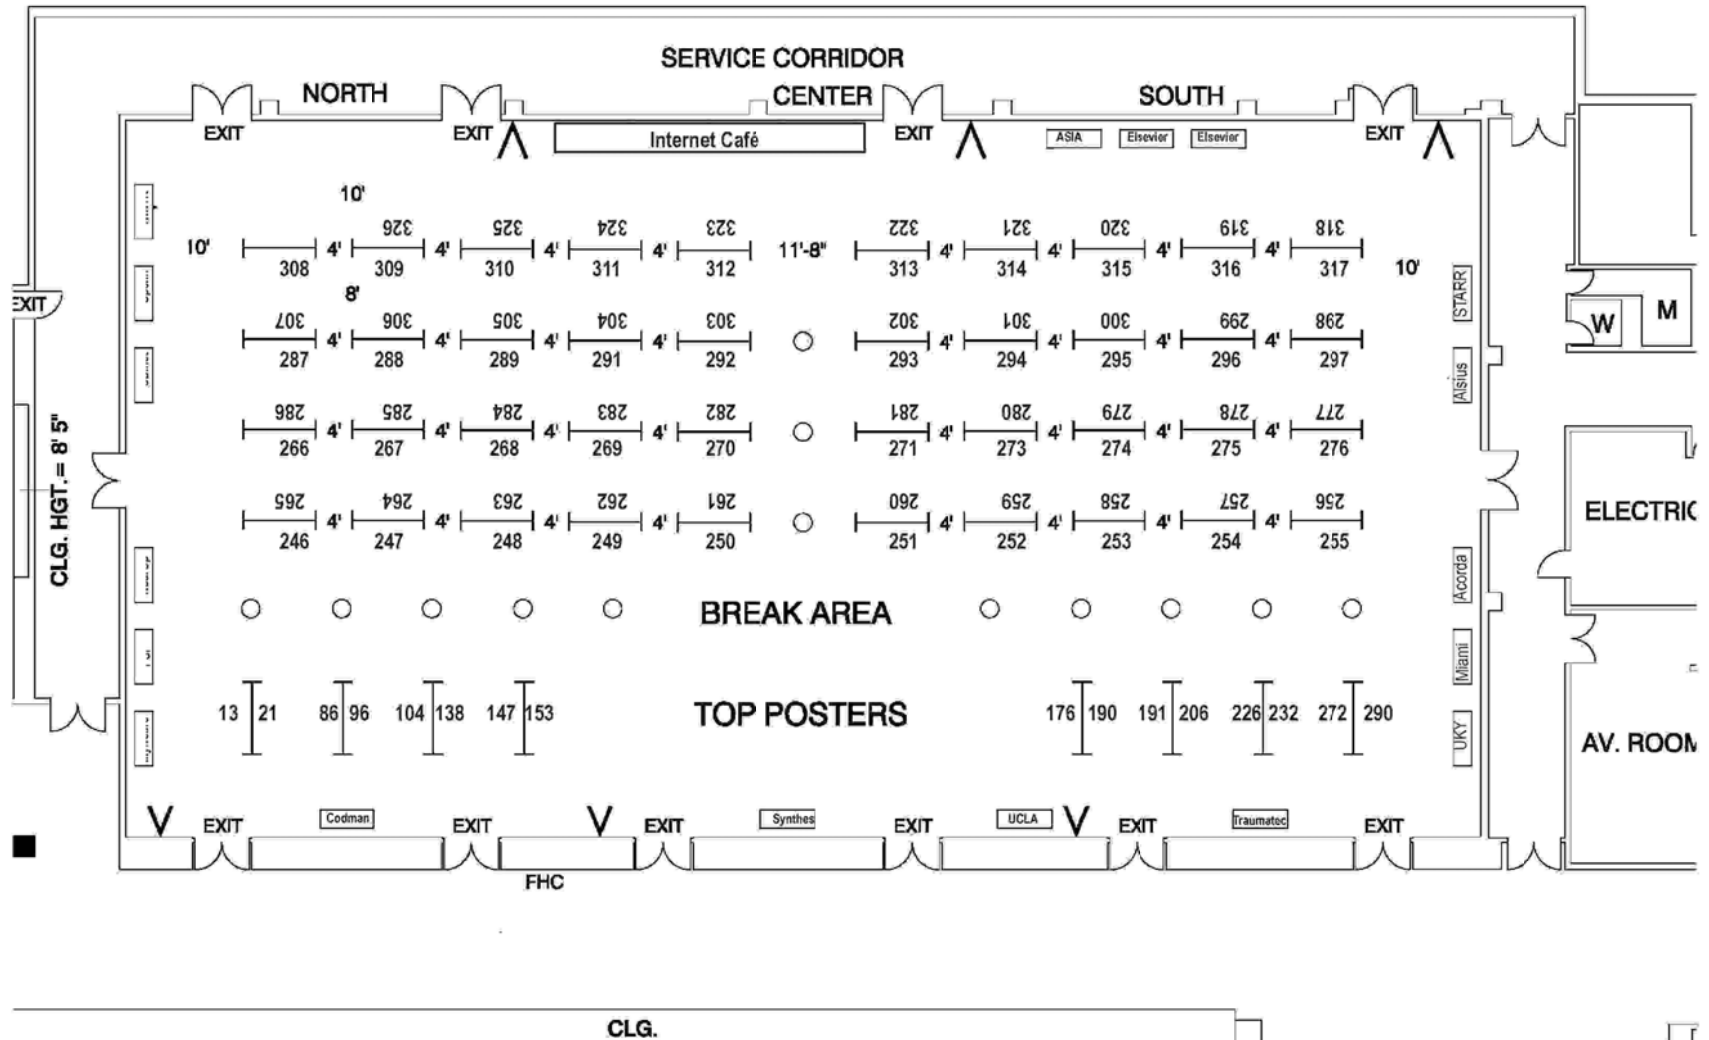 SERVICE CORRIDOR
NORTH CENTER SOUTH
EXIT EXIT EXIT EXIT
Internet Café ASIA Elsevier Elsevier
10'
326 325 324 323 322 321 320 319 318
10' 4' 4' 4' 4' 11'-8" 4' 4' 4' 4'
308 309 310 311 312 313 314 315 316 317 10'
8'
EXIT
STARR
W M
307 306 305 304 303 302 301 300 299 298
4' 4' 4' 4' 4' 4' 4' 4'
287 288 289 291 292 293 294 295 296 297
Alsius
286 285 284 283 282 281 280 279 278 277
4' 4' 4' 4' 4' 4' 4' 4'
266 267 268 269 270 271 273 274 275 276
CLG. HGT. = 8' 5"
265 264 263 262 261 260 259 258 257 256
4' 4' 4' 4' 4' 4' 4' 4'
246 247 248 249 250 251 252 253 254 255
ELECTRIC
Acorda
BREAK AREA
Miami
13 21 86 96 104 138 147 153 TOP POSTERS 176 190 191 206 226 232 272 290
UKY
AV. ROOM
Codman Synthes UCLA Traumatec
EXIT EXIT EXIT EXIT EXIT EXIT
FHC
CLG.